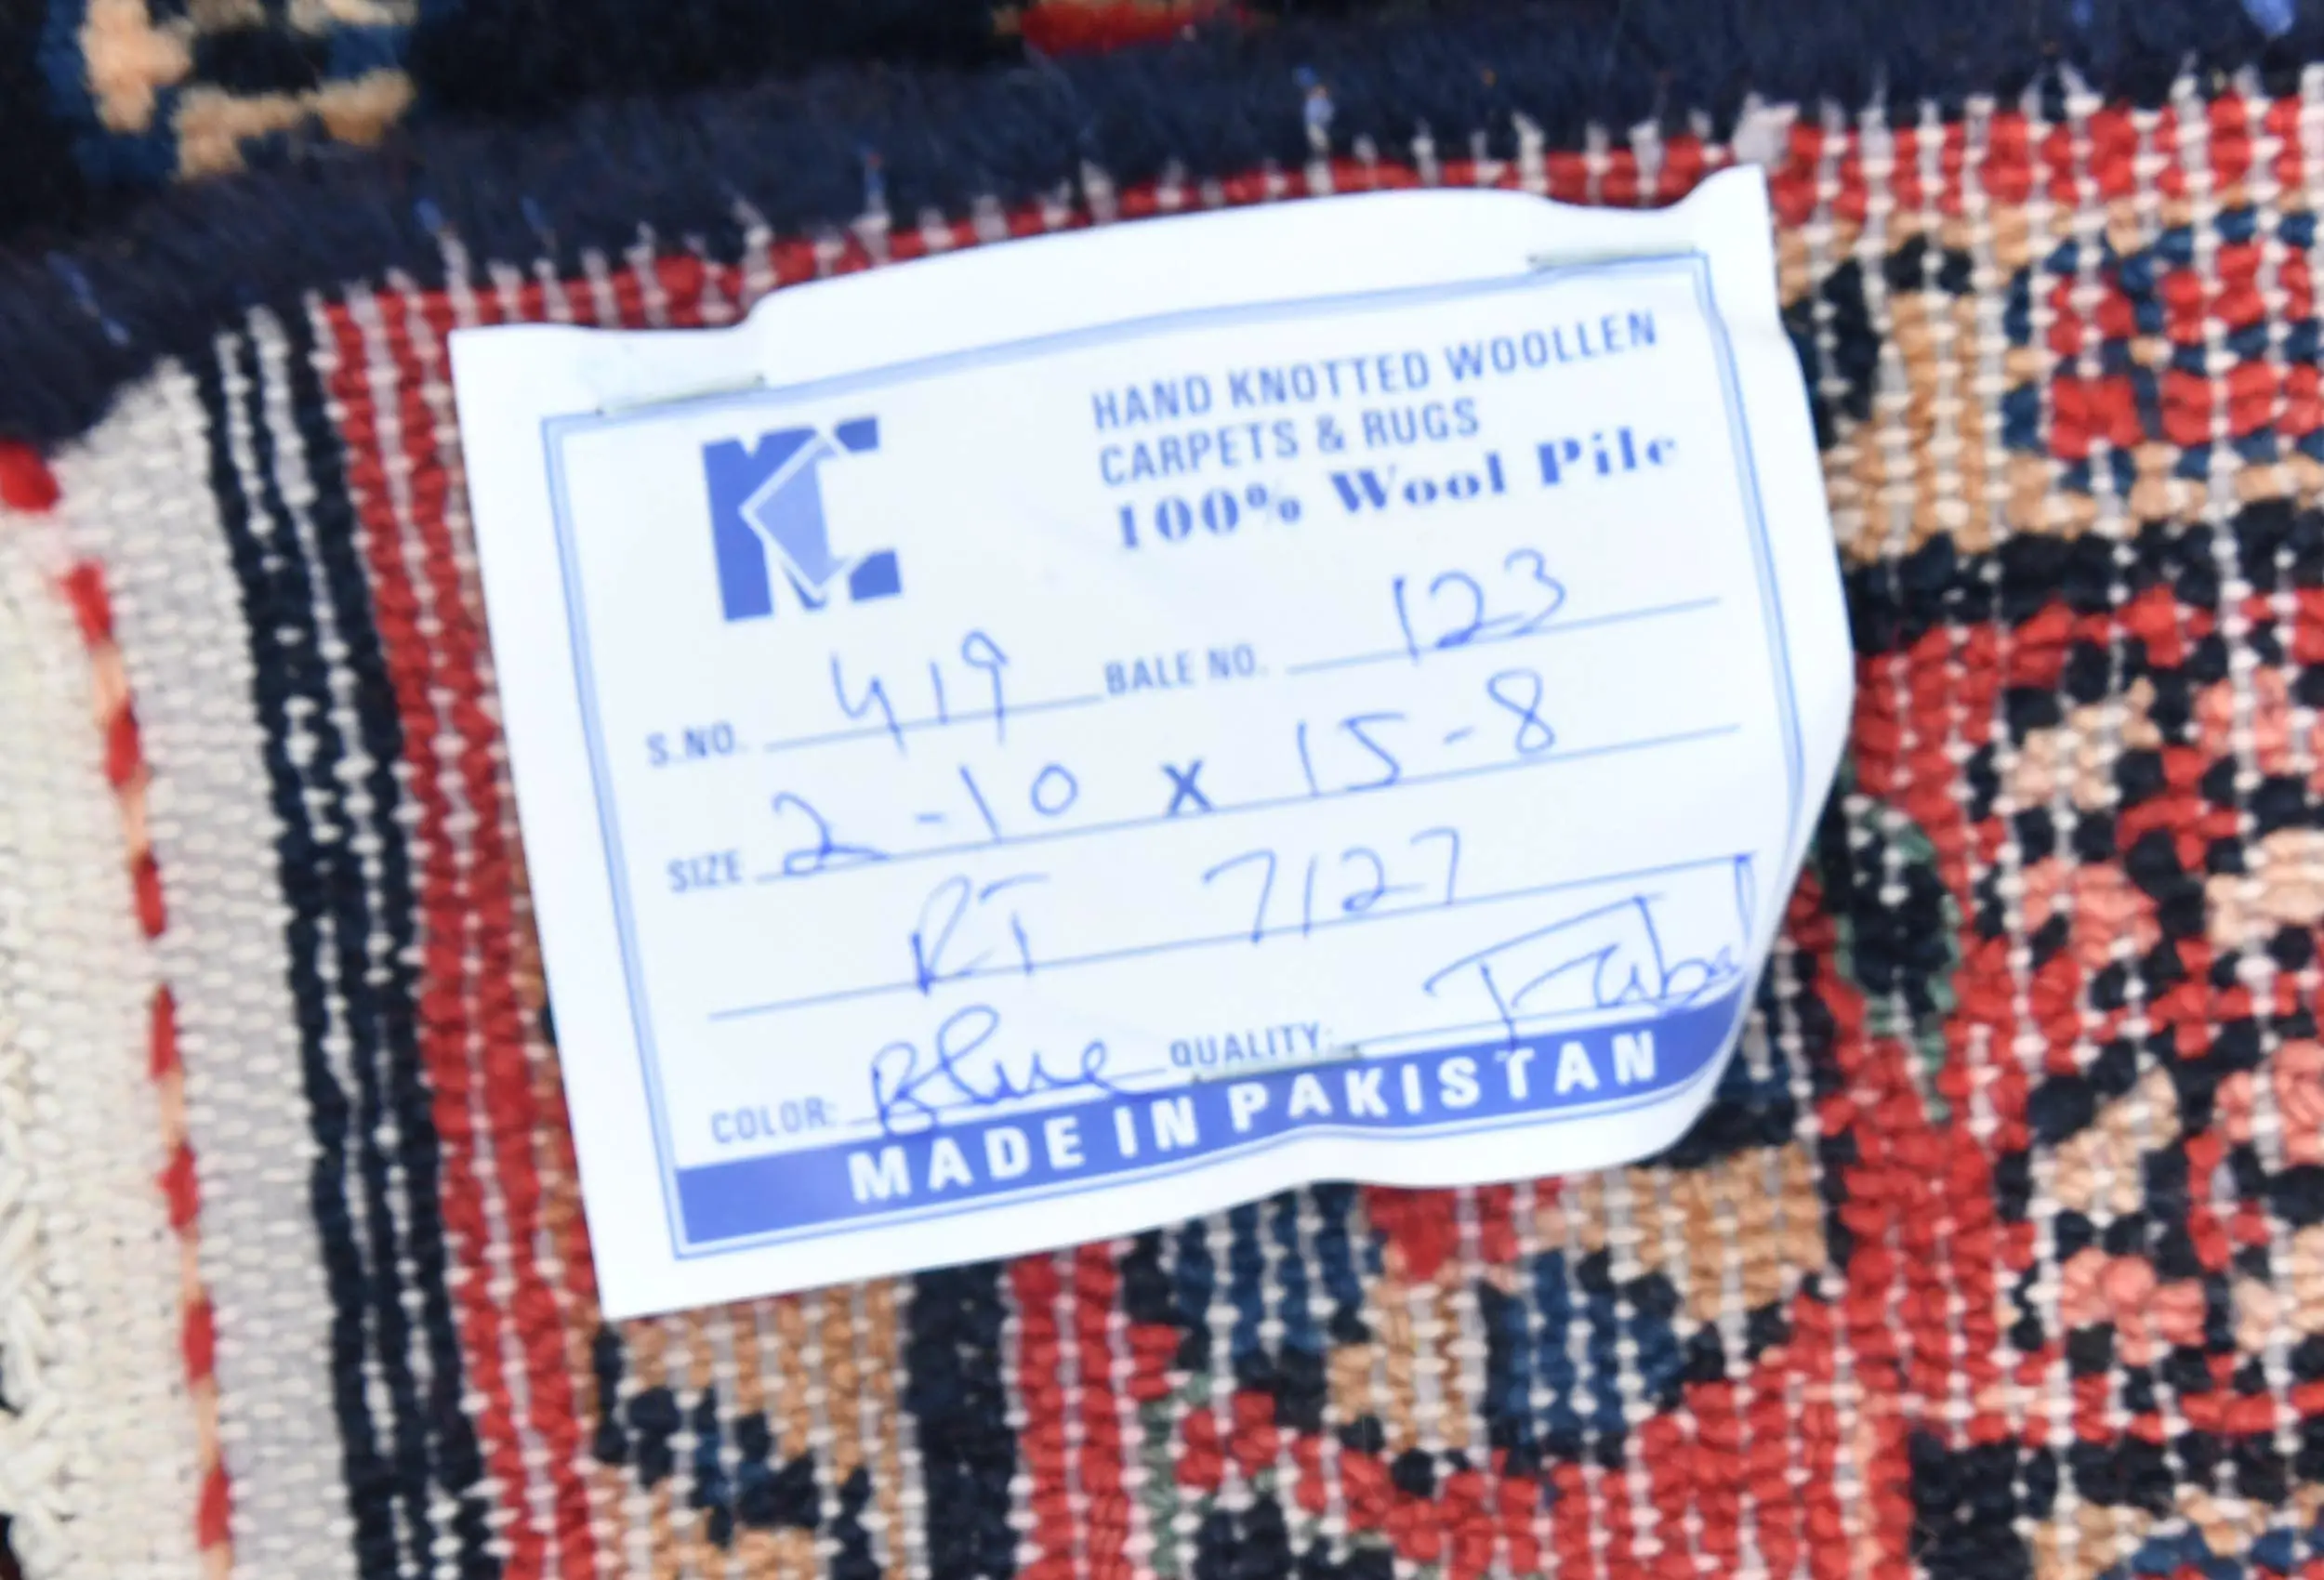 KC
HAND KNOTTED WOOLLEN
CARPETS & RUGS
100% Wool Pile
S.NO. 419 BALE NO. 123
SIZE 2-10 x 15-8
RT 7127
COLOR: Blue QUALITY:
MADE IN PAKISTAN